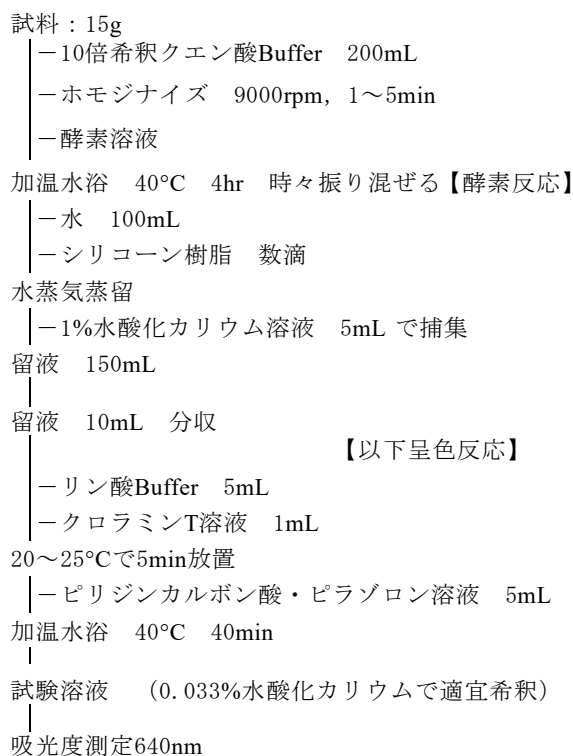 試料：15g
－10倍希釈クエン酸Buffer　200mL
－ホモジナイズ　9000rpm, 1～5min
－酵素溶液
加温水浴　40°C　4hr　時々振り混ぜる【酵素反応】
－水　100mL
－シリコーン樹脂　数滴
水蒸気蒸留
－1%水酸化カリウム溶液　5mL で捕集
留液　150mL
留液　10mL　分収
【以下呈色反応】
－リン酸Buffer　5mL
－クロラミンT溶液　1mL
20～25°Cで5min放置
－ピリジンカルボン酸・ピラゾロン溶液　5mL
加温水浴　40°C　40min
試験溶液　（0.033%水酸化カリウムで適宜希釈）
吸光度測定640nm